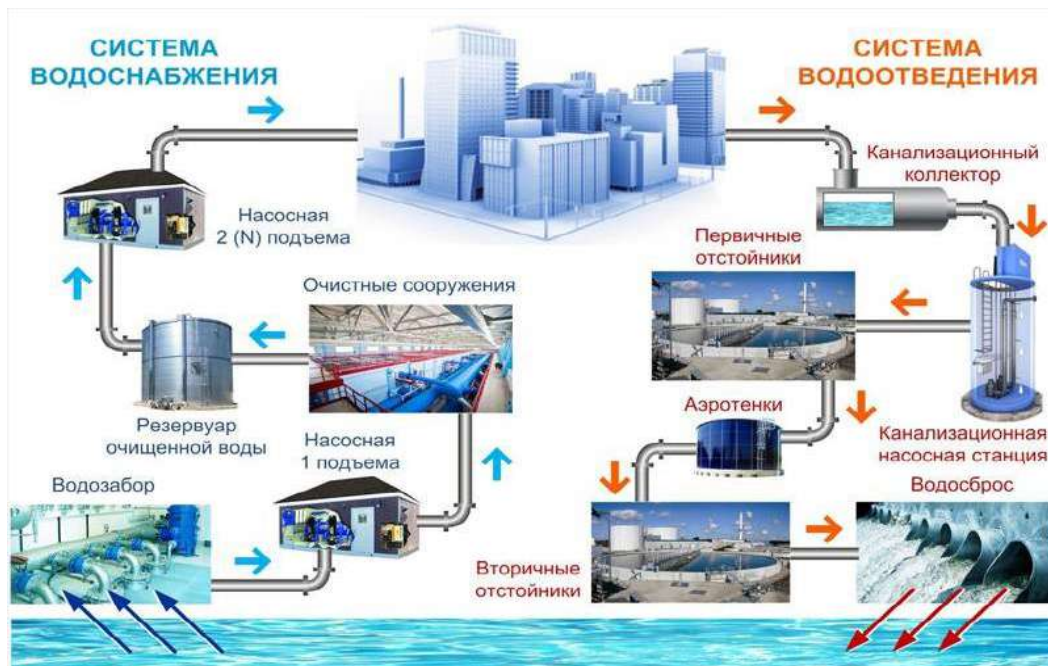 СИСТЕМА
ВОДОСНАБЖЕНИЯ
СИСТЕМА
ВОДООТВЕДЕНИЯ
Канализационный
коллектор
Насосная
2 (N) подъема
Первичные
отстойники
Очистные сооружения
Резервуар
очищенной воды
Насосная
1 подъема
Аэротенки
Канализационная
насосная станция
Водозабор
Водосброс
Вторичные
отстойники